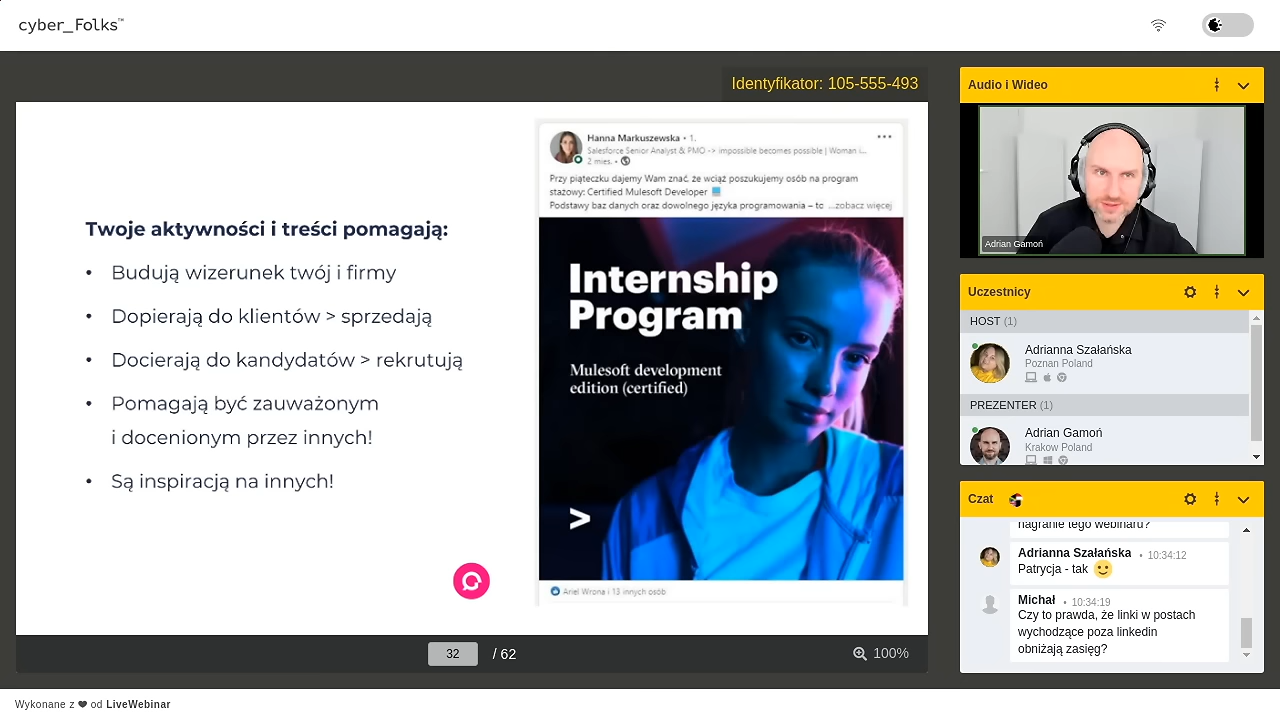 cyber_Folks™
Identyfikator: 105-555-493
Twoje aktywności i treści pomagają:
• Budują wizerunek twój i firmy
• Dopierają do klientów > sprzedają
• Docierają do kandydatów > rekrutują
• Pomagają być zauważonym
i docenionym przez innych!
• Są inspiracją na innych!
Hanna Markuszewska • 1.
Salesforce Senior Analyst & PMO -> impossible becomes possible | Woman i...
2 mies. •
Przy piąteczku dajemy Wam znać, że wciąż poszukujemy osób na program
stażowy: Certified Mulesoft Developer
Podstawy baz danych oraz dowolnego języka programowania – to ...zobacz więcej
Internship
Program
Mulesoft development
edition (certified)
>
Ariel Wrona i 13 innych osób
32 / 62
100%
Audio i Wideo
Adrian Gamoń
Uczestnicy
HOST (1)
Adrianna Szałańska
Poznan Poland
PREZENTER (1)
Adrian Gamoń
Krakow Poland
Czat
nagranie tego webinaru?
Adrianna Szałańska • 10:34:12
Patrycja - tak
Michał • 10:34:19
Czy to prawda, że linki w postach
wychodzące poza linkedin
obniżają zasięg?
Wykonane z ❤ od LiveWebinar